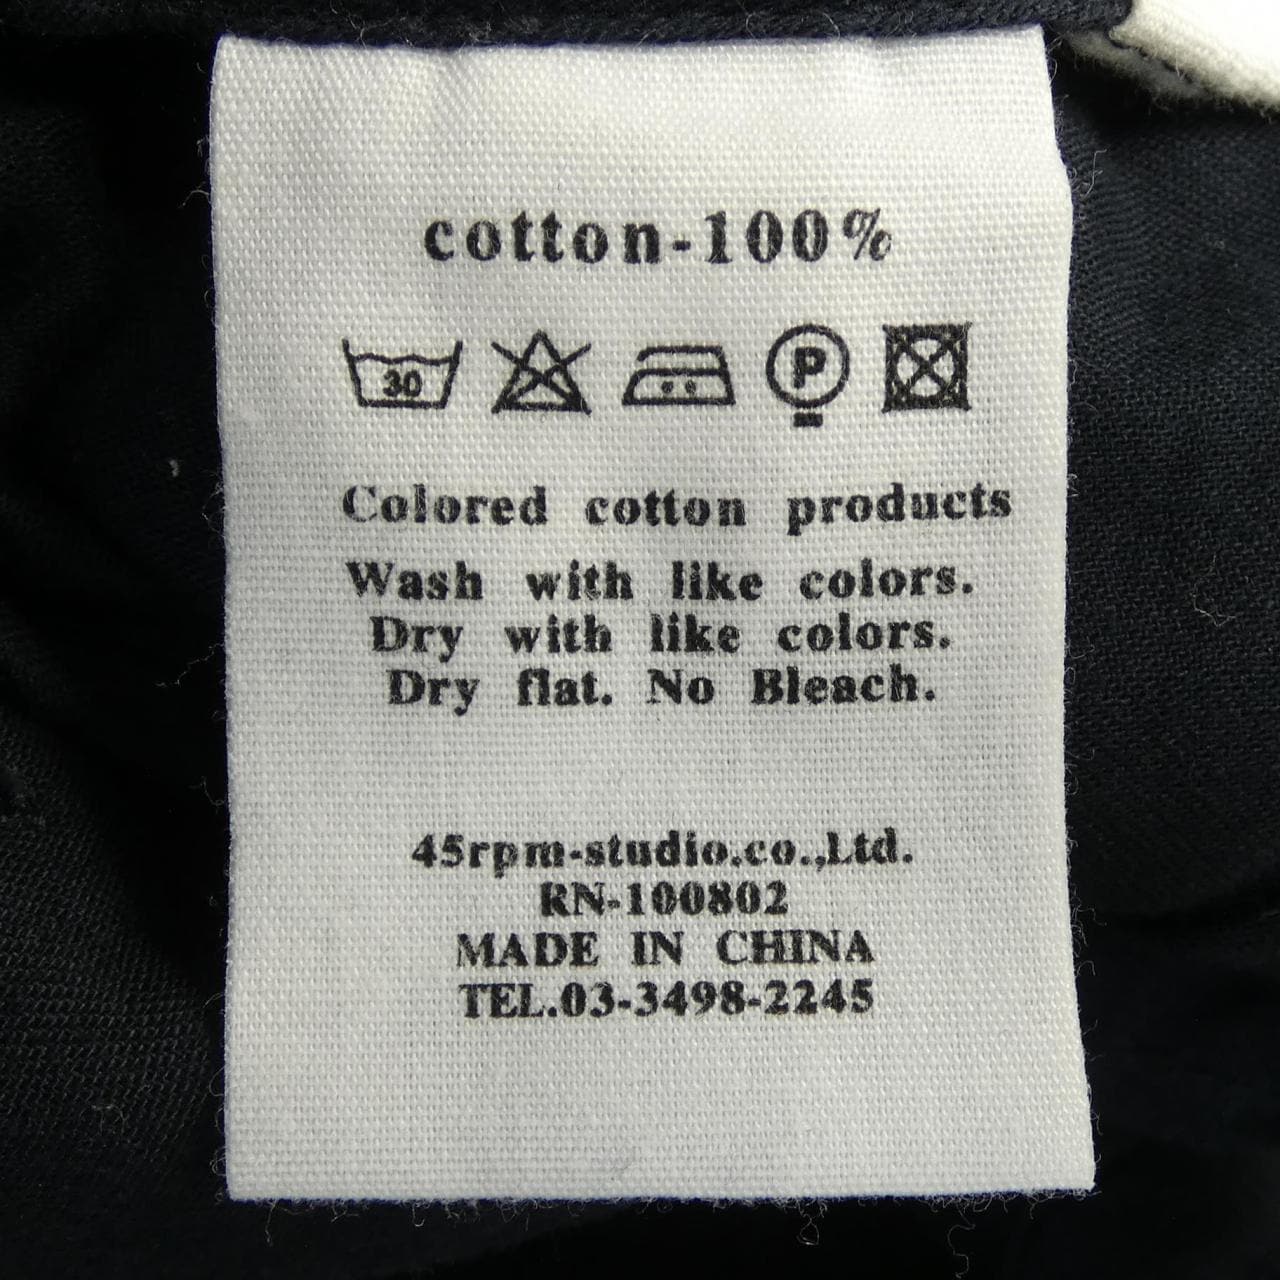 cotton-100%
30 P
Colored cotton products
Wash with like colors.
Dry with like colors.
Dry flat. No Bleach.
45rpm-studio.co.,Ltd.
RN-100802
MADE IN CHINA
TEL.03-3498-2245